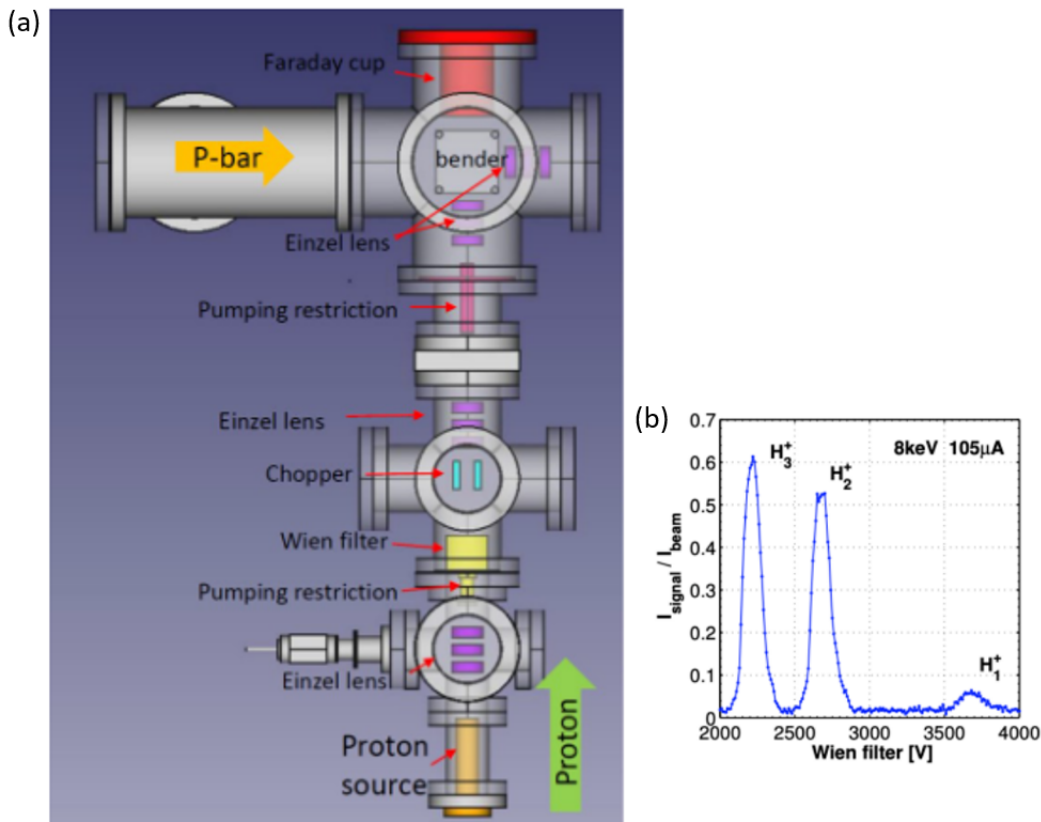 (a)
Faraday cup
P-bar
bender
Einzel lens
Pumping restriction
Einzel lens
Chopper
Wien filter
Pumping restriction
Einzel lens
Proton
source
Proton
(b)
0.7
0.6
0.5
0.4
0.3
0.2
0.1
0
I_signal / I_beam
8keV 105μA
H₃⁺
H₂⁺
H₁⁺
2000 2500 3000 3500 4000
Wien filter [V]